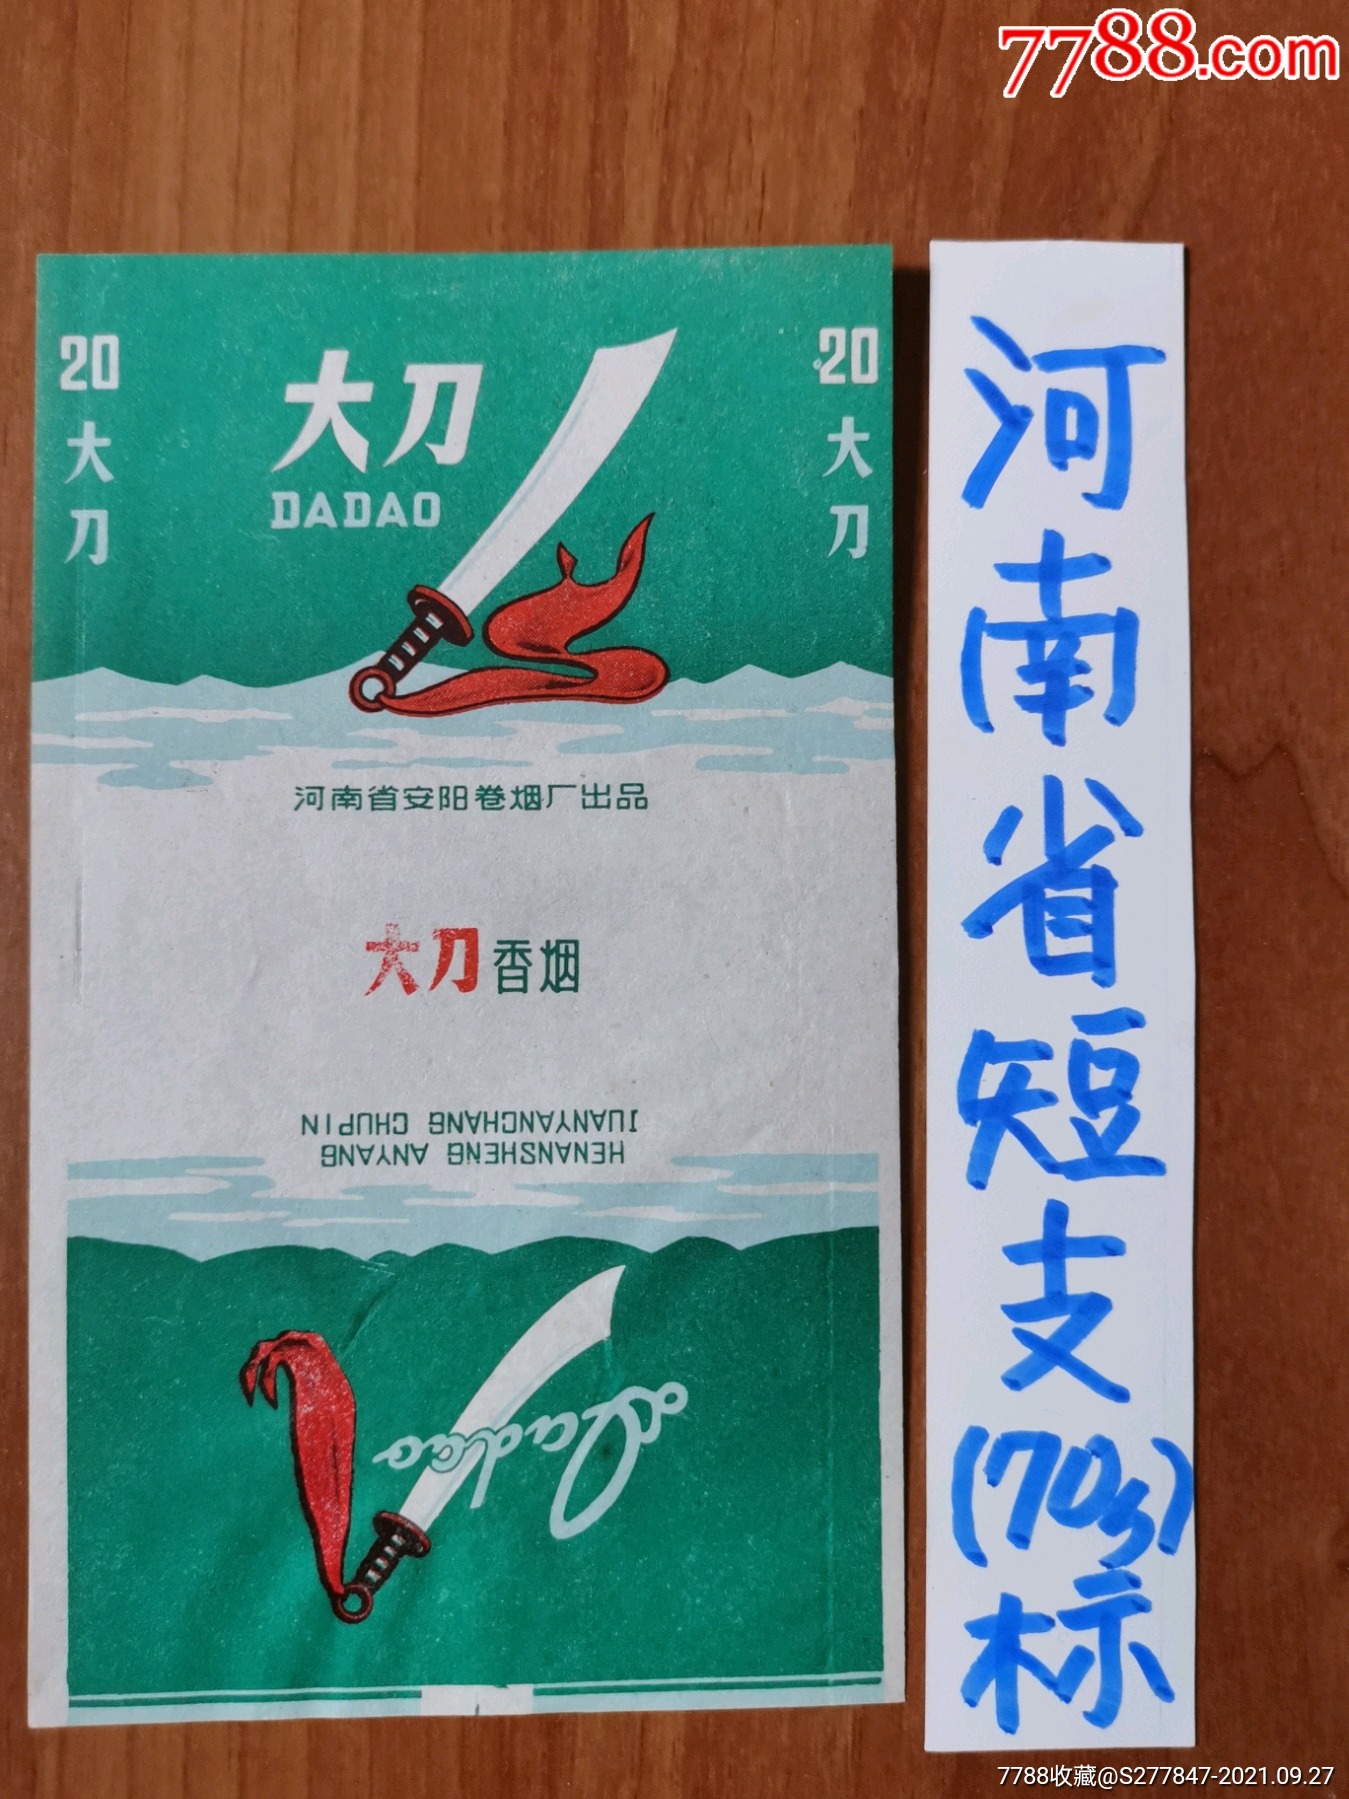 7788.com
20
大刀
大刀
DADAO
20
大刀
河南省安阳卷烟厂出品
大刀香烟
HENANSHENG ANYANG
JUANYANCHANG CHUPIN
Dadao
河南省短支(70s)标
7788收藏@S277847-2021.09.27